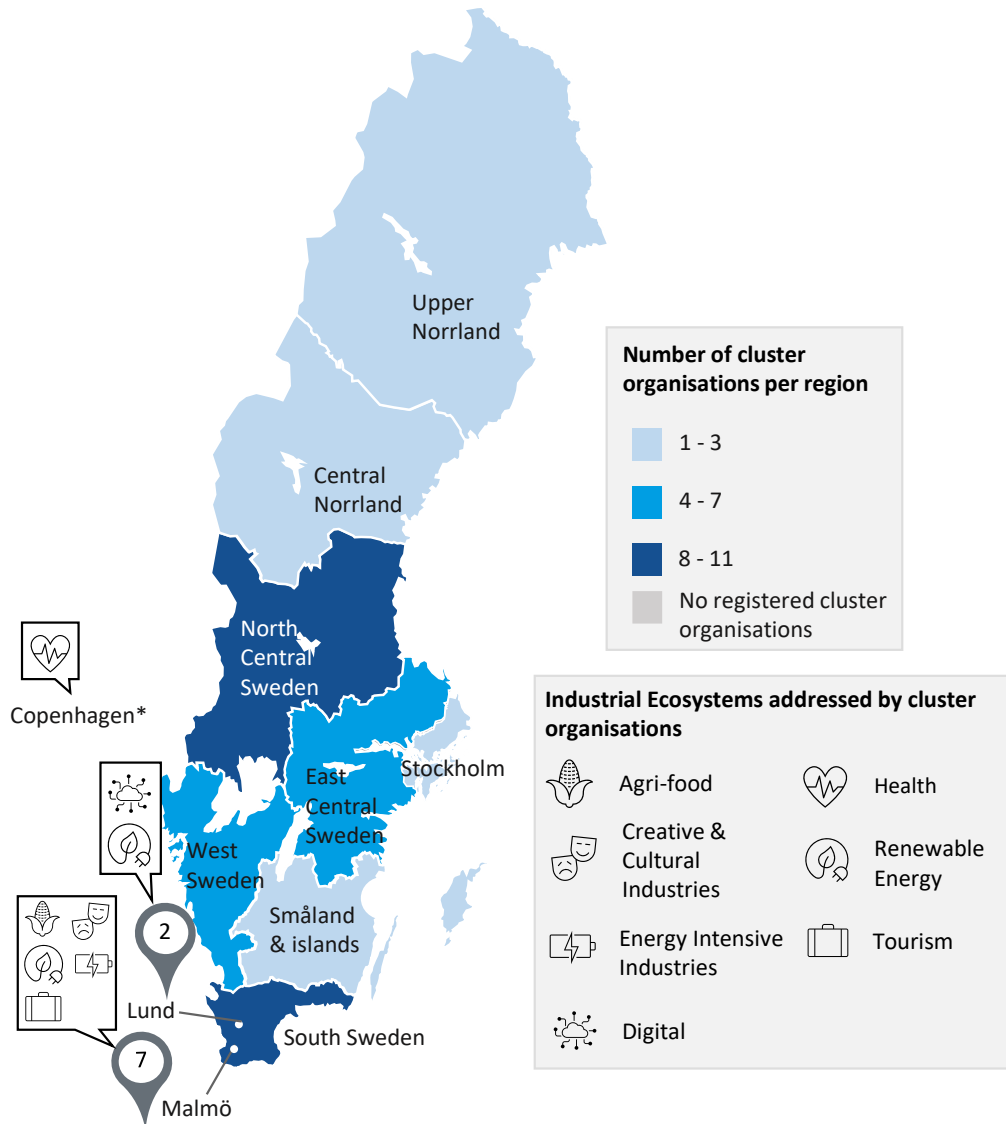 Upper
Norrland
Number of cluster
organisations per region
1 - 3
4 - 7
8 - 11
No registered cluster
organisations
Central
Norrland
North
Central
Sweden
Copenhagen*
Stockholm
East
Central
Sweden
West
Sweden
Småland
& islands
2
Lund
South Sweden
7
Malmö
Industrial Ecosystems addressed by cluster
organisations
Agri-food
Health
Creative &
Cultural
Industries
Renewable
Energy
Energy Intensive
Industries
Tourism
Digital